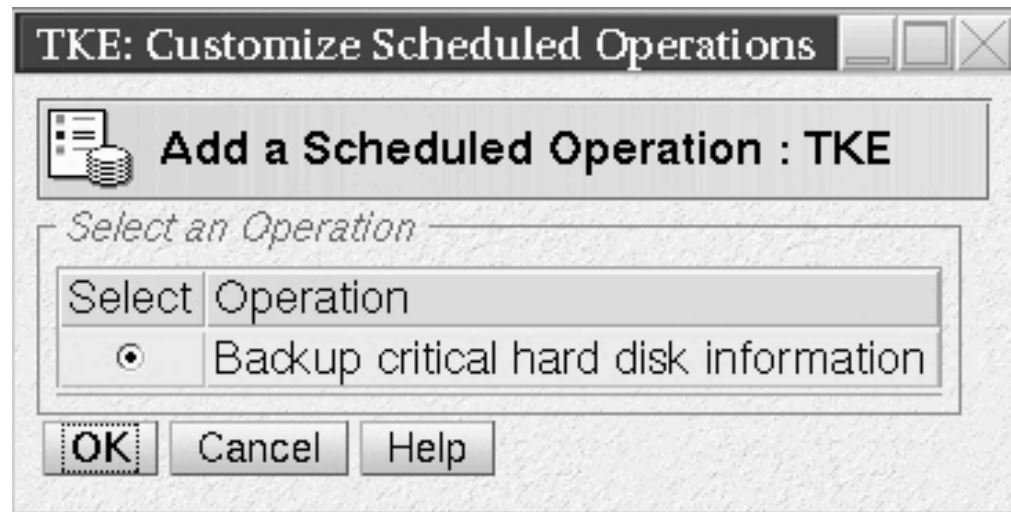 TKE: Customize Scheduled Operations
Add a Scheduled Operation : TKE
Select an Operation
Select Operation
Backup critical hard disk information
OK Cancel Help